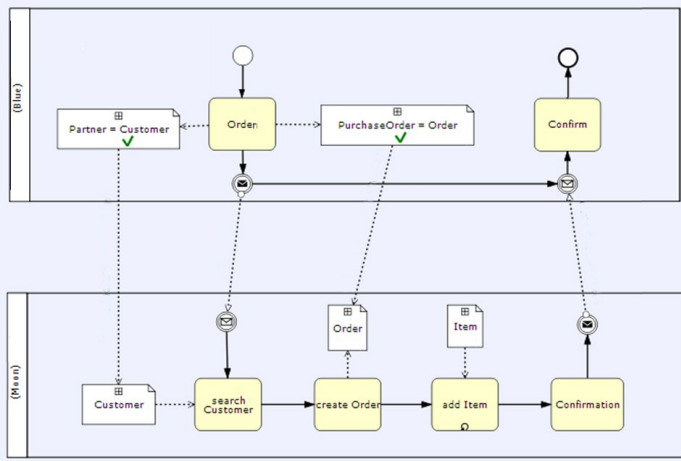 (Blue)
Partner = Customer
Order
PurchaseOrder = Order
Confirm
(Moon)
Customer
search
Customer
create Order
Order
Item
add Item
Confirmation